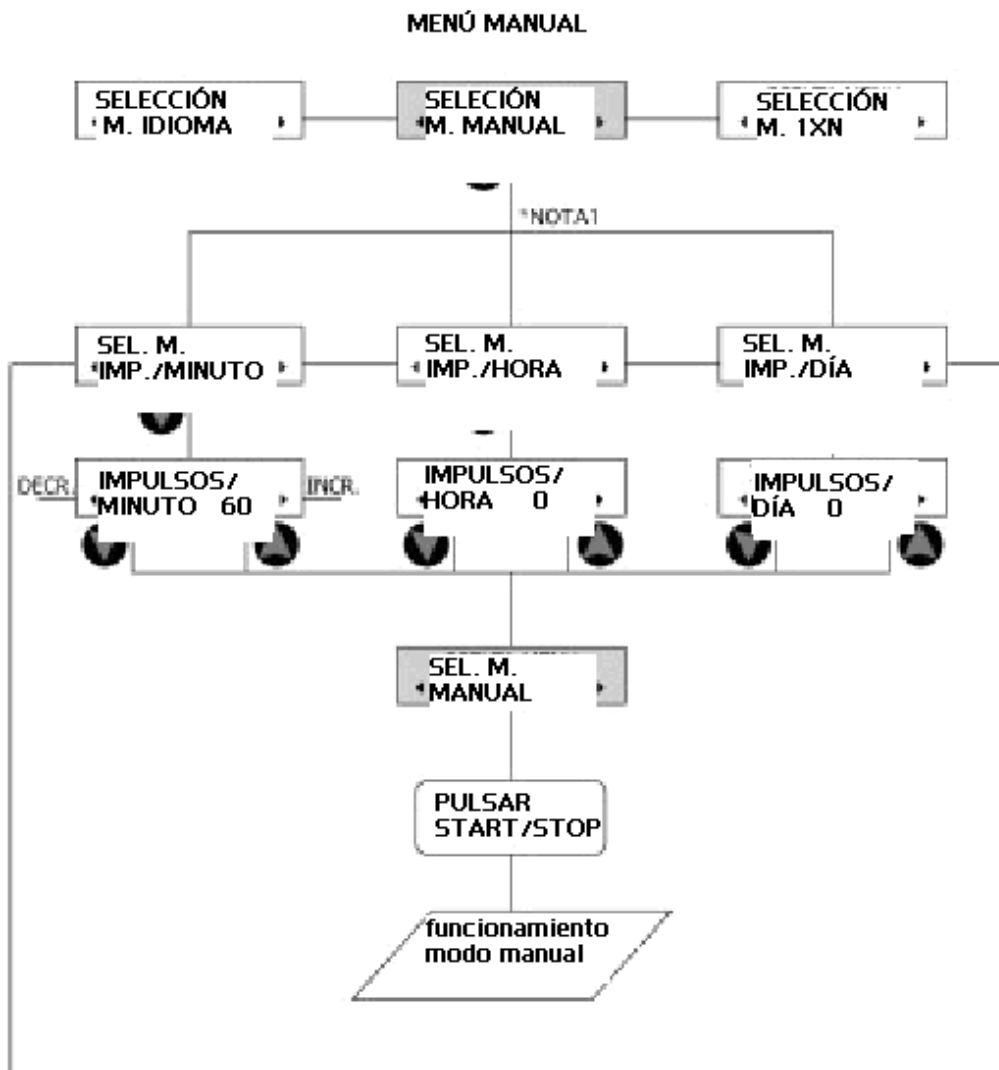 MENÚ MANUAL
SELECCIÓN
M. IDIOMA
SELECIÓN
M. MANUAL
SELECCIÓN
M. 1XN
*NOTA1
SEL. M.
IMP./MINUTO
SEL. M.
IMP./HORA
SEL. M.
IMP./DÍA
DECR.
IMPULSOS/
MINUTO 60
INCR.
IMPULSOS/
HORA 0
IMPULSOS/
DÍA 0
SEL. M.
MANUAL
PULSAR
START/STOP
funcionamiento
modo manual